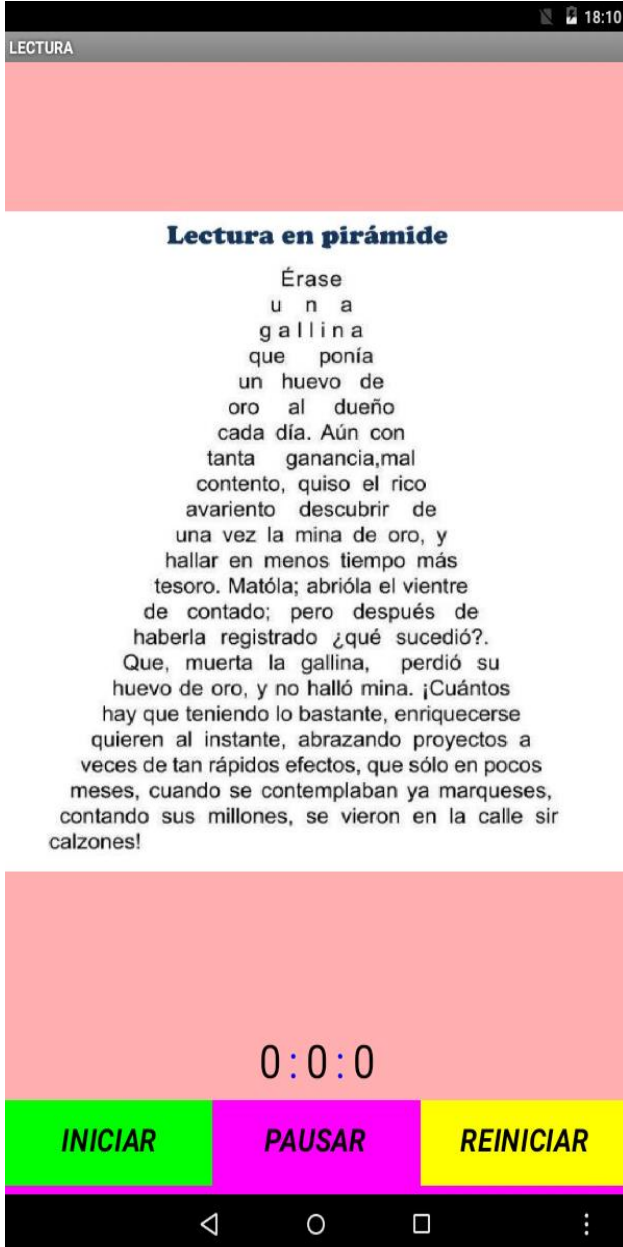 18:10
LECTURA
Lectura en pirámide
Érase
u n a
g a l l i n a
que ponía
un huevo de
oro al dueño
cada día. Aún con
tanta ganancia,mal
contento, quiso el rico
avariento descubrir de
una vez la mina de oro, y
hallar en menos tiempo más
tesoro. Matóla; abrióla el vientre
de contado; pero después de
haberla registrado ¿qué sucedió?.
Que, muerta la gallina, perdió su
huevo de oro, y no halló mina. ¡Cuántos
hay que teniendo lo bastante, enriquecerse
quieren al instante, abrazando proyectos a
veces de tan rápidos efectos, que sólo en pocos
meses, cuando se contemplaban ya marqueses,
contando sus millones, se vieron en la calle sir
calzones!
0:0:0
INICIAR PAUSAR REINICIAR